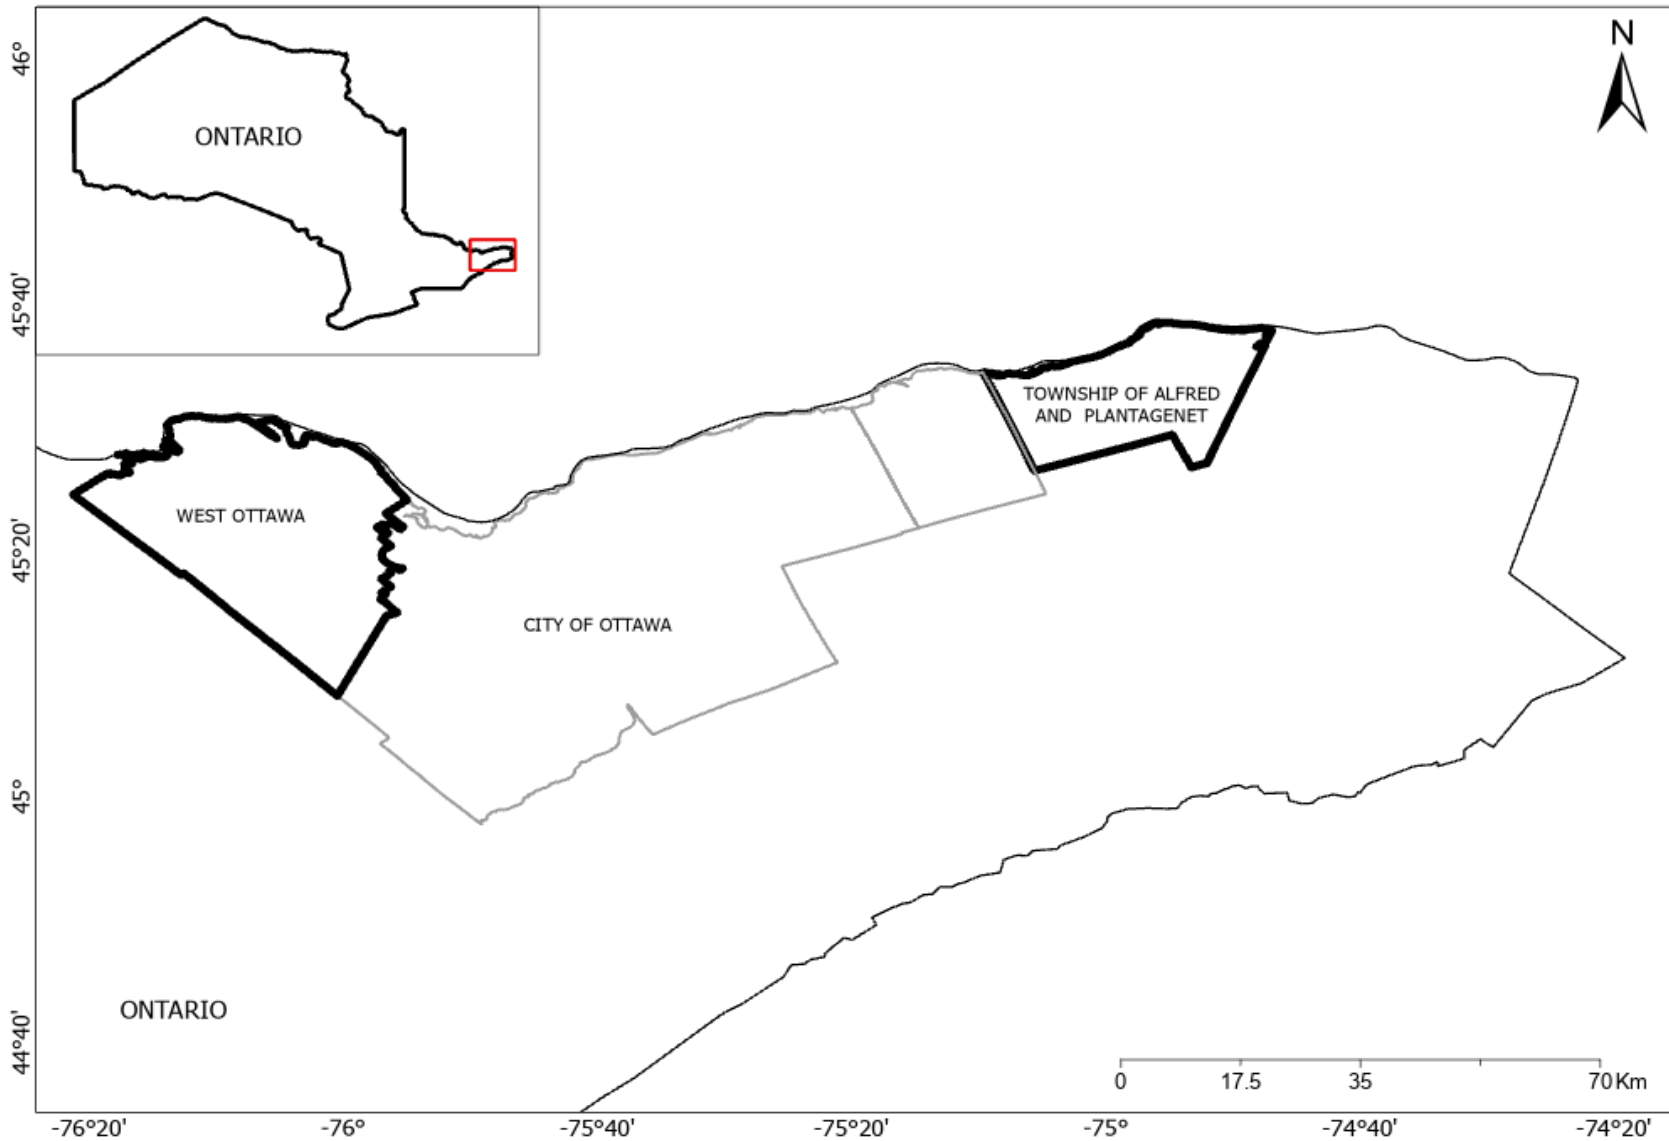 N
46°
ONTARIO
45°40'
TOWNSHIP OF ALFRED
AND PLANTAGENET
WEST OTTAWA
45°20'
CITY OF OTTAWA
45°
ONTARIO
44°40'
0 17.5 35 70 Km
-76°20' -76° -75°40' -75°20' -75° -74°40' -74°20'